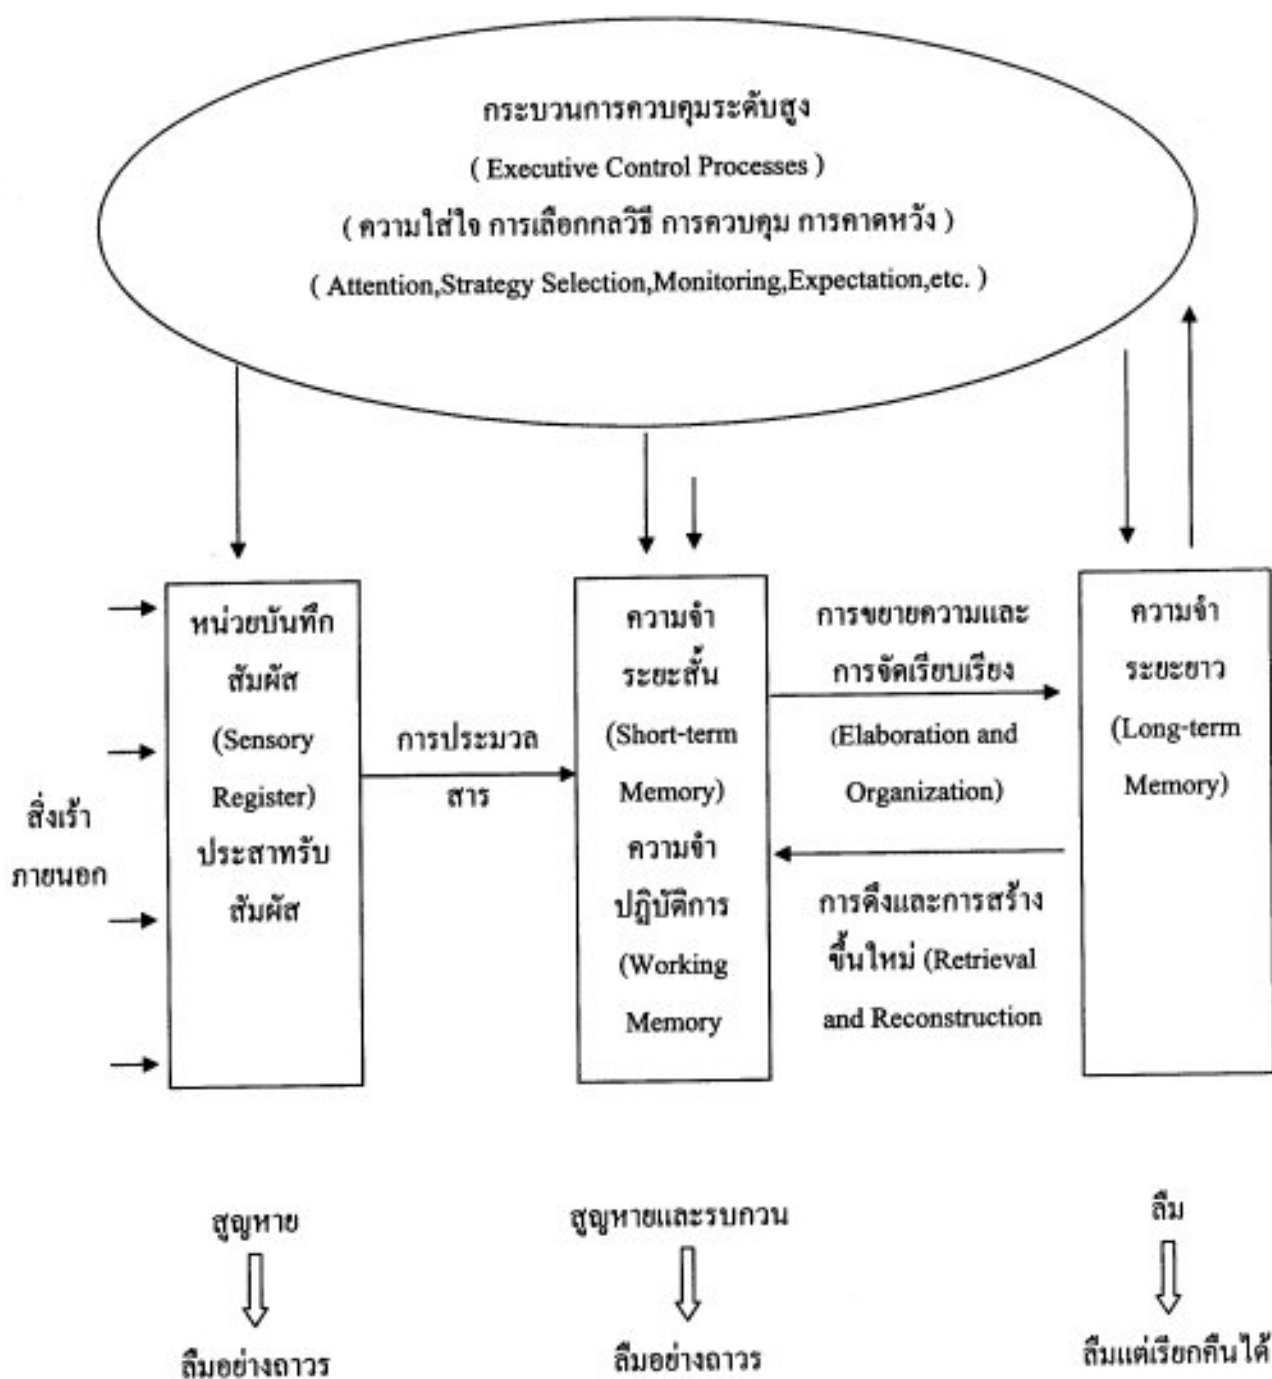 กระบวนการควบคุมระดับสูง
( Executive Control Processes )
( ความใส่ใจ การเลือกกลวิธี การควบคุม การคาดหวัง )
( Attention,Strategy Selection,Monitoring,Expectation,etc. )
สิ่งเร้า
ภายนอก
หน่วยบันทึก
สัมผัส
(Sensory
Register)
ประสาทรับ
สัมผัส
การประมวล
สาร
ความจำ
ระยะสั้น
(Short-term
Memory)
ความจำ
ปฏิบัติการ
(Working
Memory
การขยายความและ
การจัดเรียบเรียง
(Elaboration and
Organization)
การดึงและการสร้าง
ขึ้นใหม่ (Retrieval
and Reconstruction
ความจำ
ระยะยาว
(Long-term
Memory)
สูญหาย
ลืมอย่างถาวร
สูญหายและรบกวน
ลืมอย่างถาวร
ลืม
ลืมแต่เรียกคืนได้